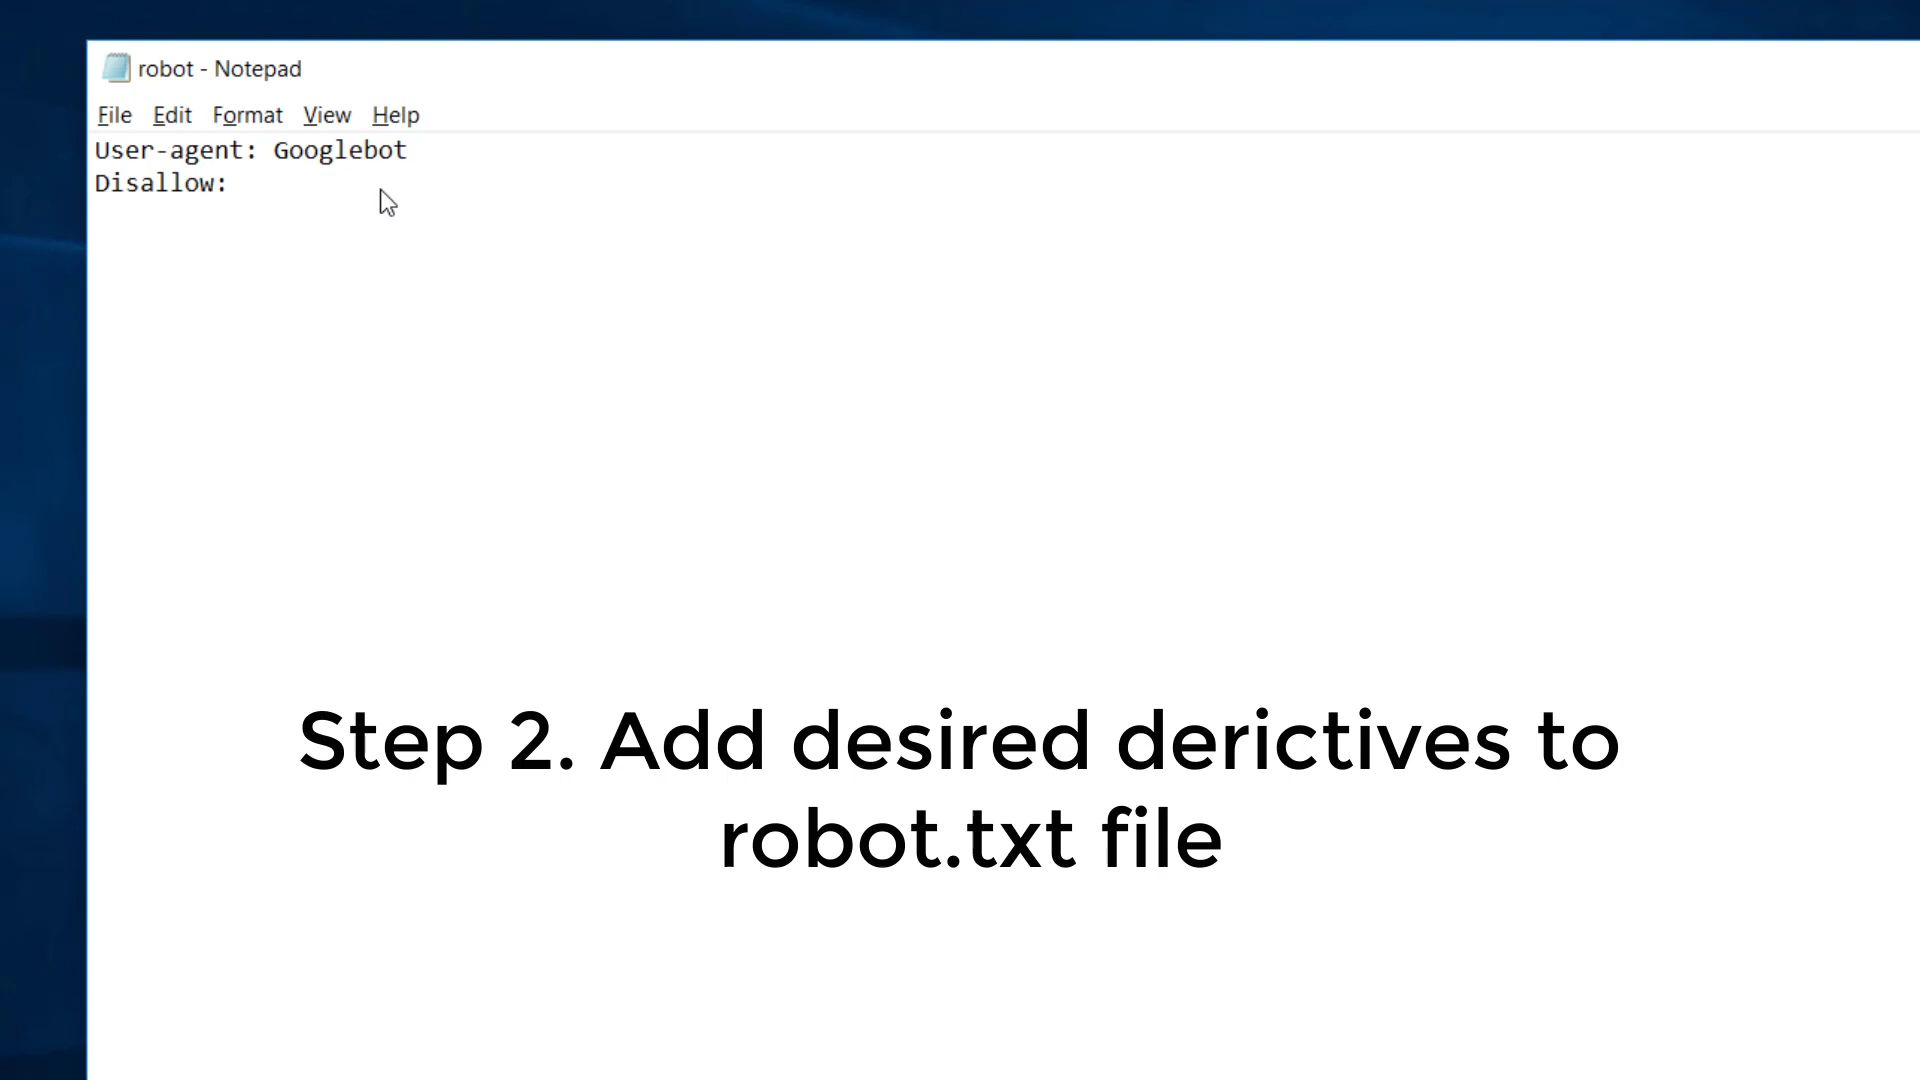 robot - Notepad
File Edit Format View Help
User-agent: Googlebot
Disallow:
Step 2. Add desired derictives to
robot.txt file